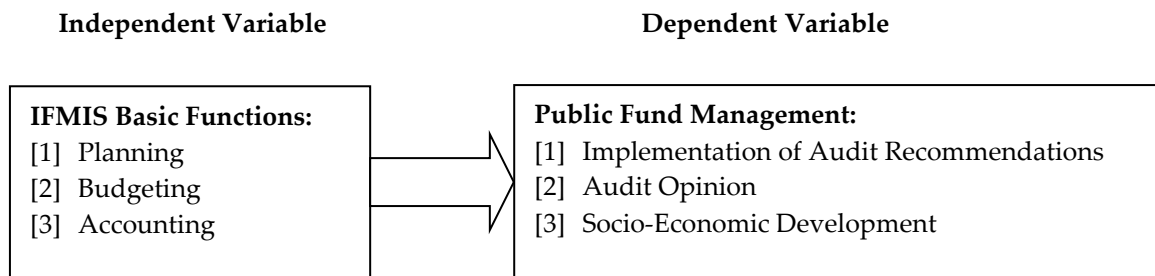 Independent Variable
Dependent Variable
IFMIS Basic Functions:
[1] Planning
[2] Budgeting
[3] Accounting
Public Fund Management:
[1] Implementation of Audit Recommendations
[2] Audit Opinion
[3] Socio-Economic Development